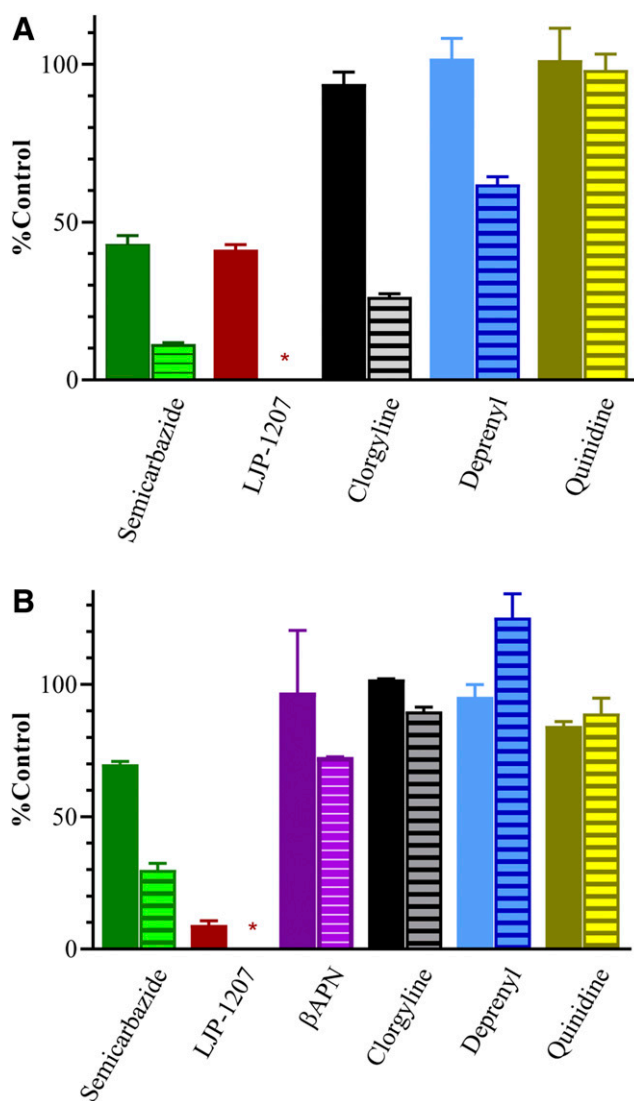 A
%Control
100
50
0
*
Semicarbazide
LJP-1207
Clorgyline
Deprenyl
Quinidine
B
%Control
100
50
0
*
Semicarbazide
LJP-1207
βAPN
Clorgyline
Deprenyl
Quinidine